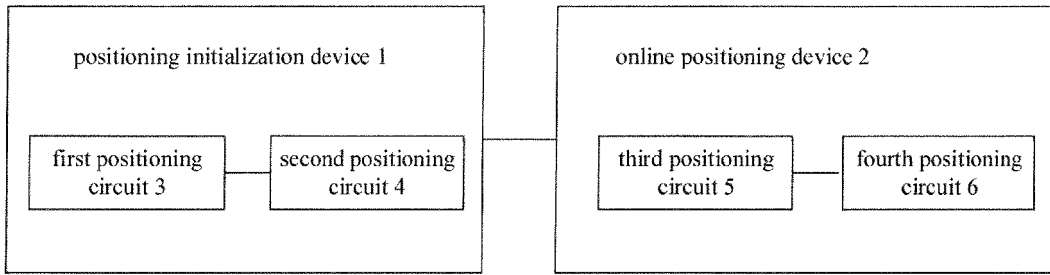 positioning initialization device 1
online positioning device 2
first positioning
circuit 3
second positioning
circuit 4
third positioning
circuit 5
fourth positioning
circuit 6